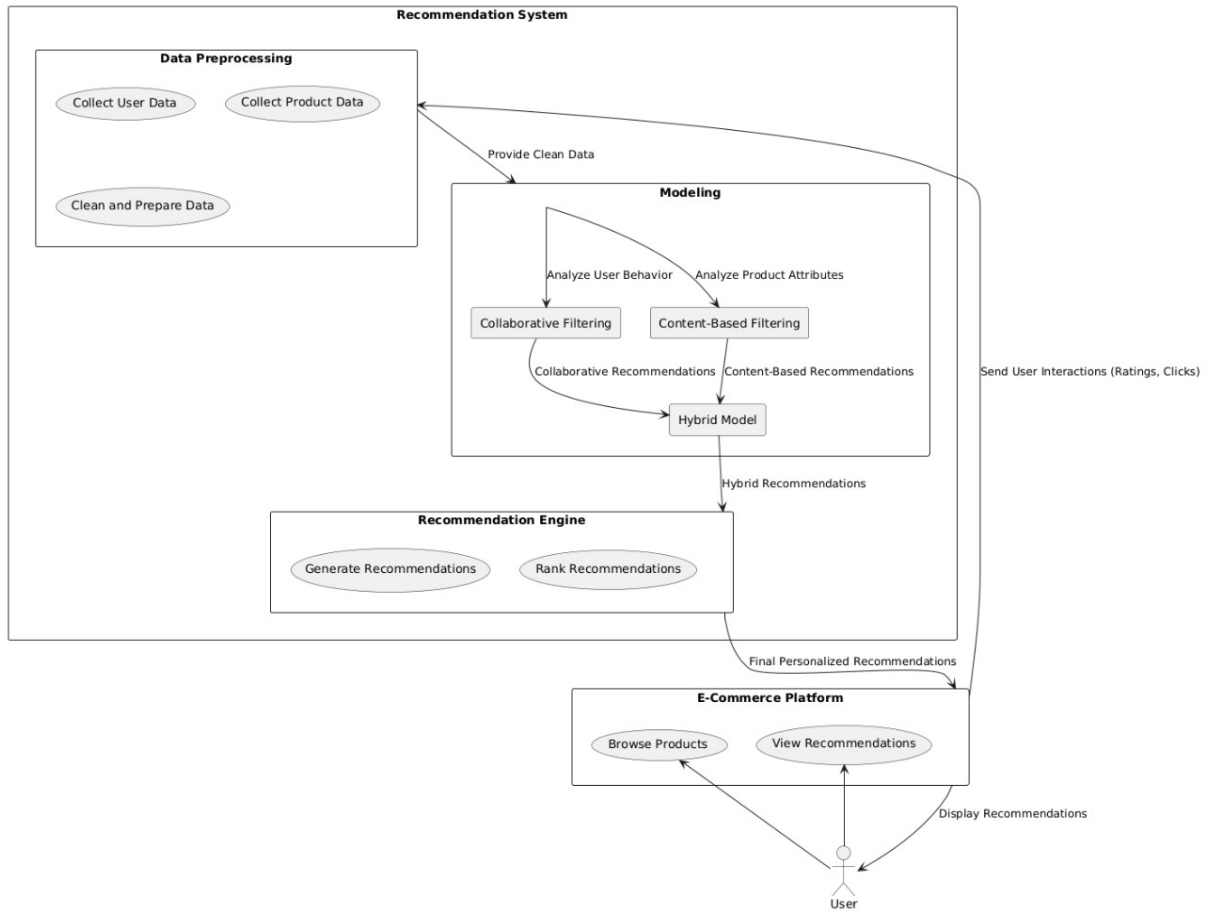 Recommendation System
Data Preprocessing
Collect User Data
Collect Product Data
Provide Clean Data
Clean and Prepare Data
Modeling
Analyze User Behavior
Analyze Product Attributes
Collaborative Filtering
Content-Based Filtering
Collaborative Recommendations
Content-Based Recommendations
Send User Interactions (Ratings, Clicks)
Hybrid Model
Hybrid Recommendations
Recommendation Engine
Generate Recommendations
Rank Recommendations
Final Personalized Recommendations
E-Commerce Platform
Browse Products
View Recommendations
Display Recommendations
User